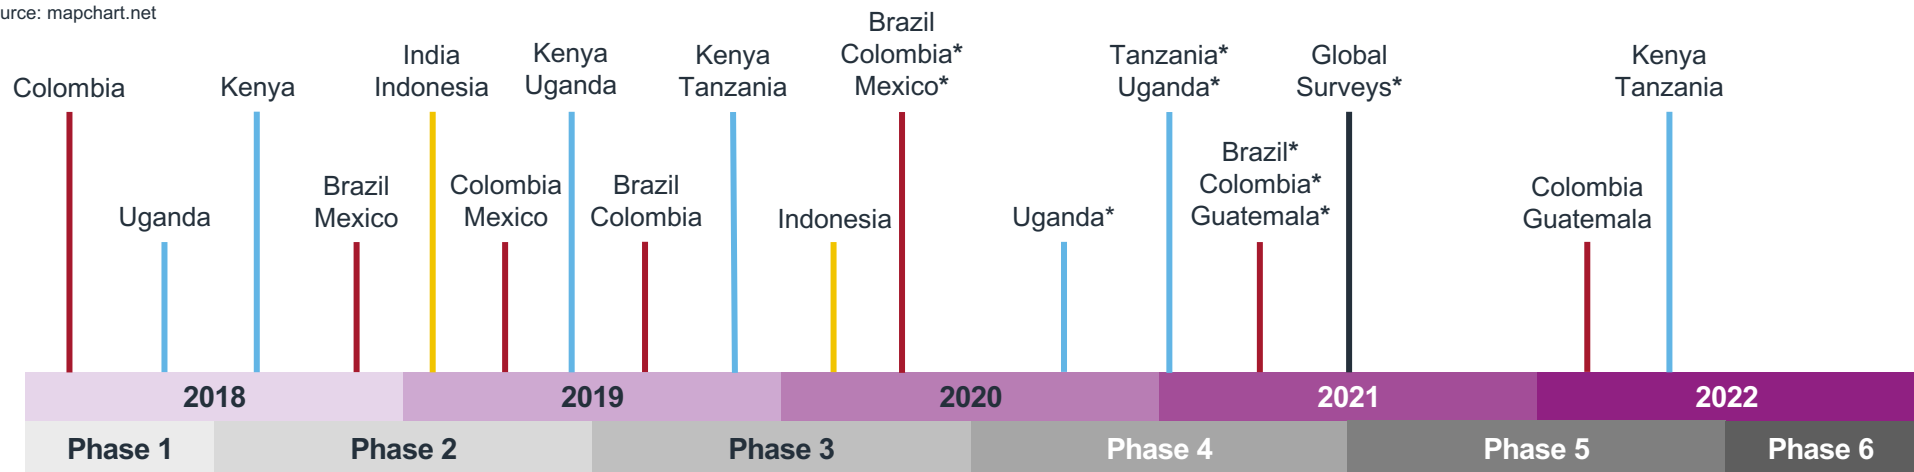 urce: mapchart.net
Colombia
Uganda
Kenya
Brazil
Mexico
India
Indonesia
Colombia
Mexico
Kenya
Uganda
Brazil
Colombia
Kenya
Tanzania
Indonesia
Brazil
Colombia*
Mexico*
Uganda*
Tanzania*
Uganda*
Brazil*
Colombia*
Guatemala*
Global
Surveys*
Colombia
Guatemala
Kenya
Tanzania
2018
2019
2020
2021
2022
Phase 1
Phase 2
Phase 3
Phase 4
Phase 5
Phase 6